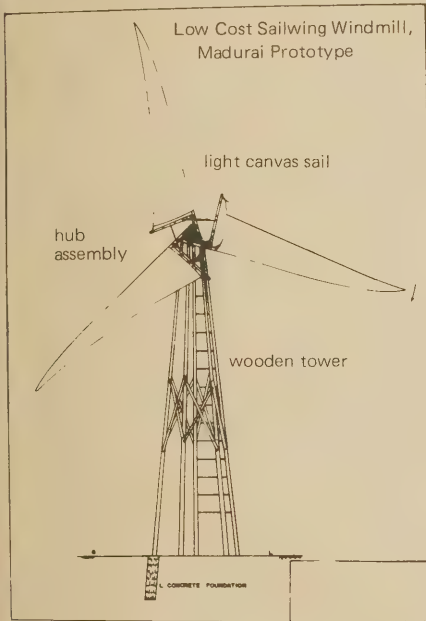 Low Cost Sailwing Windmill,
Madurai Prototype
light canvas sail
hub
assembly
wooden tower
CONCRETE FOUNDATION